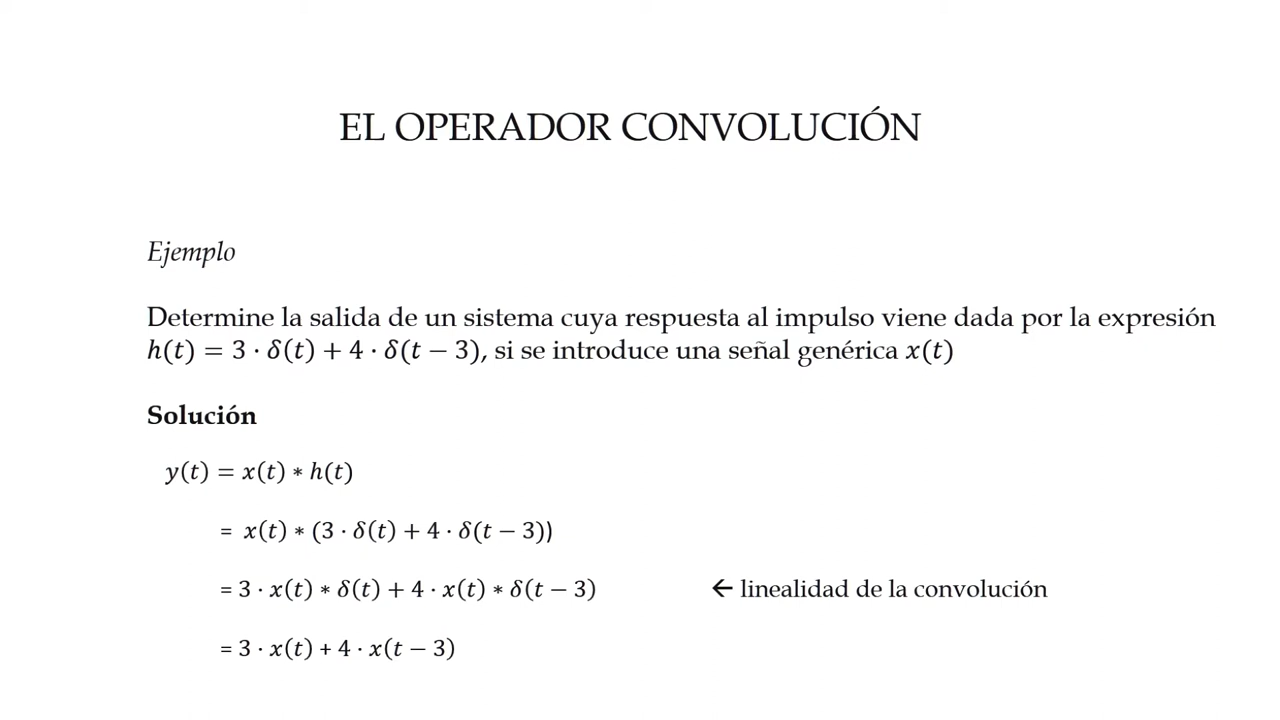 EL OPERADOR CONVOLUCIÓN
Ejemplo
Determine la salida de un sistema cuya respuesta al impulso viene dada por la expresión
h(t) = 3 · δ(t) + 4 · δ(t − 3), si se introduce una señal genérica x(t)
Solución
y(t) = x(t) ∗ h(t)
= x(t) ∗ (3 · δ(t) + 4 · δ(t − 3))
= 3 · x(t) ∗ δ(t) + 4 · x(t) ∗ δ(t − 3) ← linealidad de la convolución
= 3 · x(t) + 4 · x(t − 3)